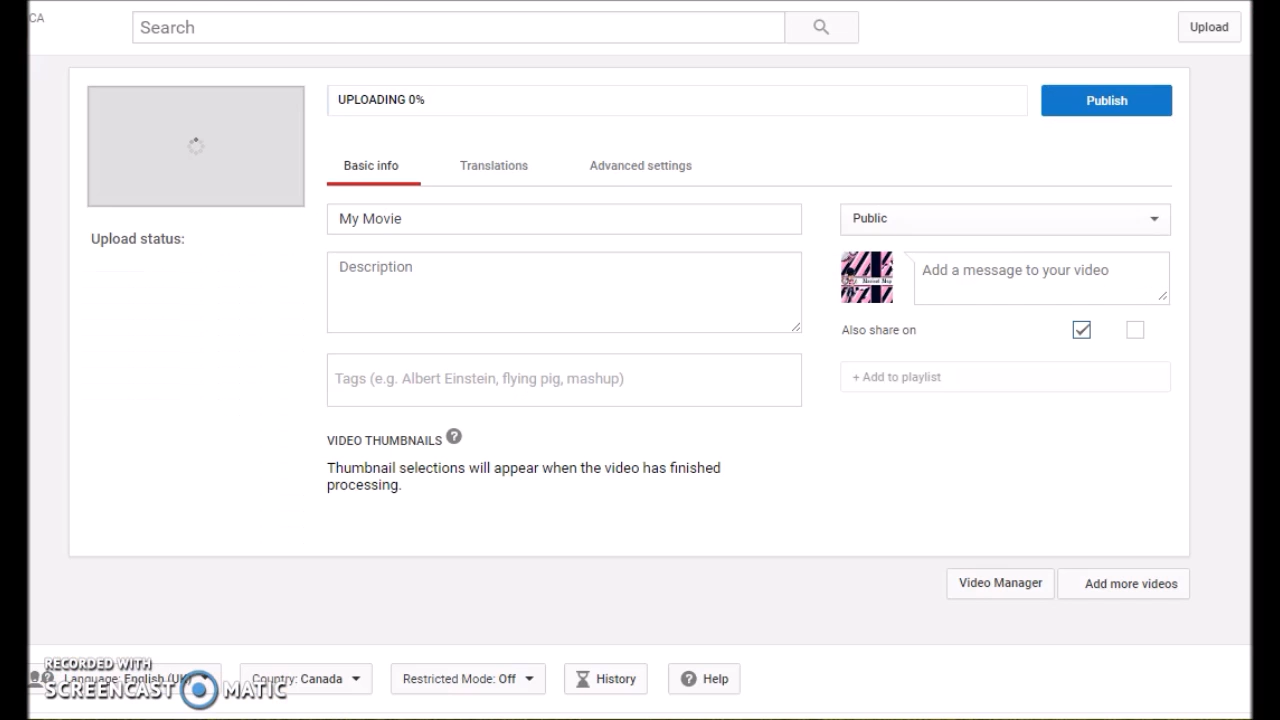 CA
Search
Upload
UPLOADING 0%
Publish
Basic info
Translations
Advanced settings
My Movie
Public
Upload status:
Description
Add a message to your video
Also share on
Tags (e.g. Albert Einstein, flying pig, mashup)
+ Add to playlist
VIDEO THUMBNAILS ?
Thumbnail selections will appear when the video has finished
processing.
Video Manager
Add more videos
RECORDED WITH
SCREENCAST MATIC
Language: English (UK)
Country: Canada
Restricted Mode: Off
History
? Help